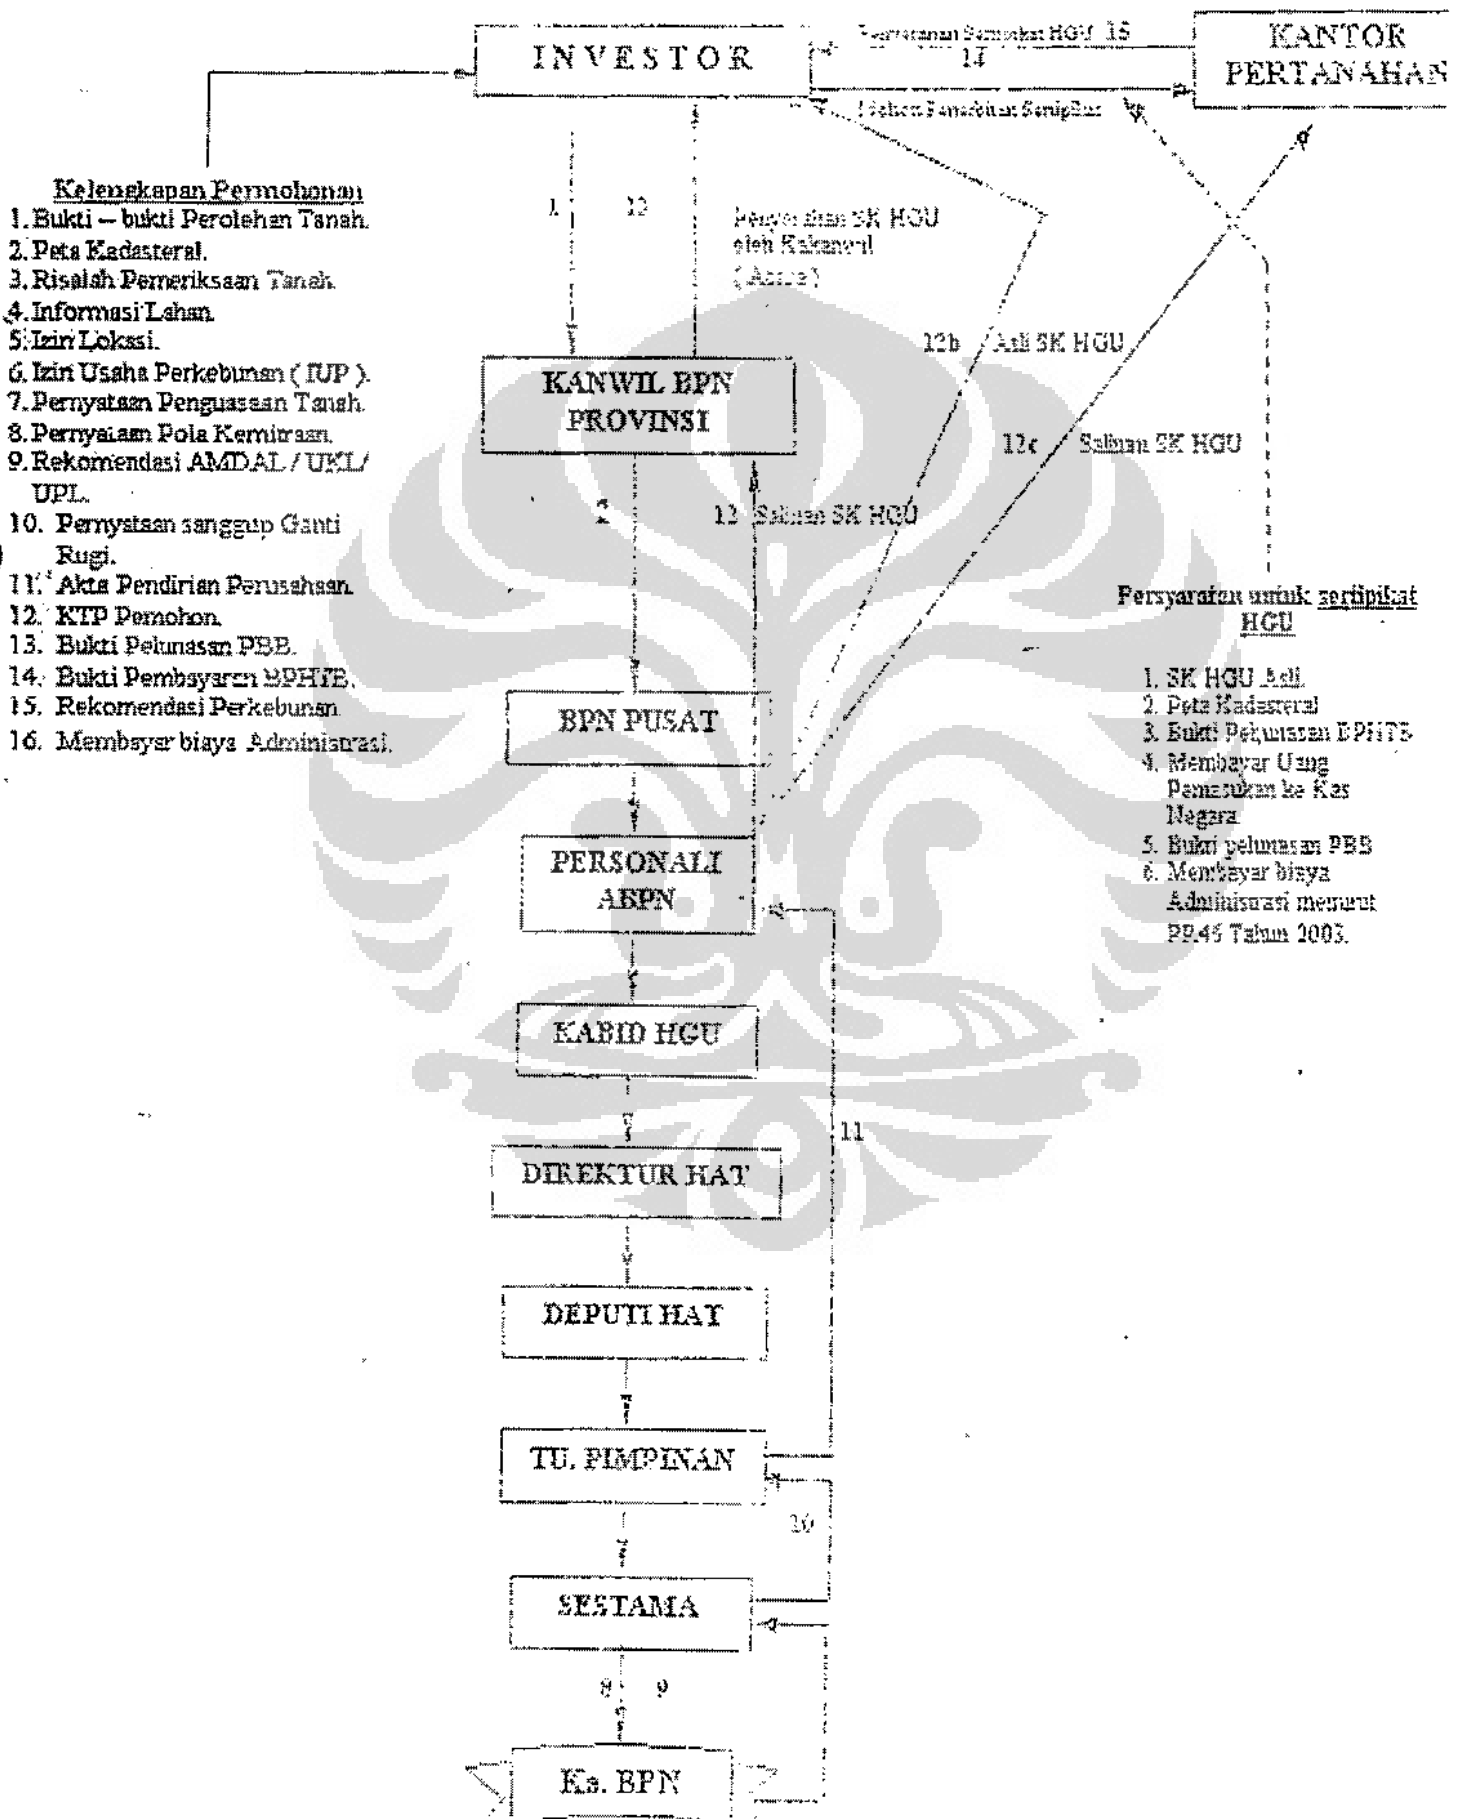 INVESTOR
Sertipikat HGU 15
14
KANTOR
PERTANAHAN
Kelengkapan Permohonan
1. Bukti – bukti Perolehan Tanah.
2. Peta Kadasteral.
3. Risalah Pemeriksaan Tanah.
4. Informasi Lahan.
5. Izin Lokasi.
6. Izin Usaha Perkebunan ( IUP ).
7. Pernyataan Penguasaan Tanah.
8. Pernyataan Pola Kemitraan.
9. Rekomendasi AMDAL / UKL /
UPL.
10. Pernyataan sanggup Ganti
Rugi.
11. Akta Pendirian Perusahaan.
12. KTP Pemohon.
13. Bukti Pelunasan PBB.
14. Bukti Pembayaran BPHTB.
15. Rekomendasi Perkebunan
16. Membayar biaya Administrasi.
1
Penyerahan SK HGU
oleh Kakanwil
12b Asli SK HGU
KANWIL BPN
PROVINSI
12c Salinan SK HGU
2
12 Salinan SK HGU
BPN PUSAT
PERSONALI
ABPN
KABID HGU
DIREKTUR HAT
11
DEPUTI HAT
TU. PIMPINAN
10
SESTAMA
8 9
Ka. BPN
Persyaratan untuk sertipikat
HGU
1. SK HGU Asli.
2. Peta Kadasteral
3. Bukti Pelunasan BPHTB
4. Membayar Uang
Pemasukan ke Kas
Negara
5. Bukti pelunasan PBB
6. Membayar biaya
Administrasi menurut
PP.46 Tahun 2003.